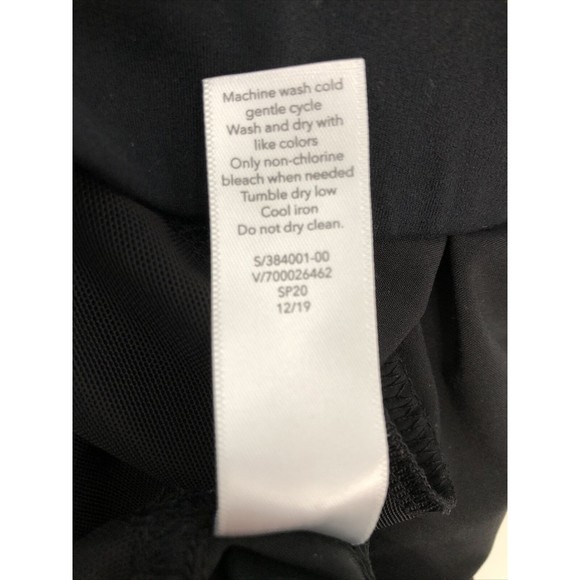 Machine wash cold
gentle cycle
Wash and dry with
like colors
Only non-chlorine
bleach when needed
Tumble dry low
Cool iron
Do not dry clean.
S/384001-00
V/700026462
SP20
12/19